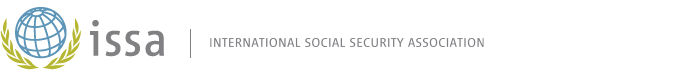 issa
INTERNATIONAL SOCIAL SECURITY ASSOCIATION